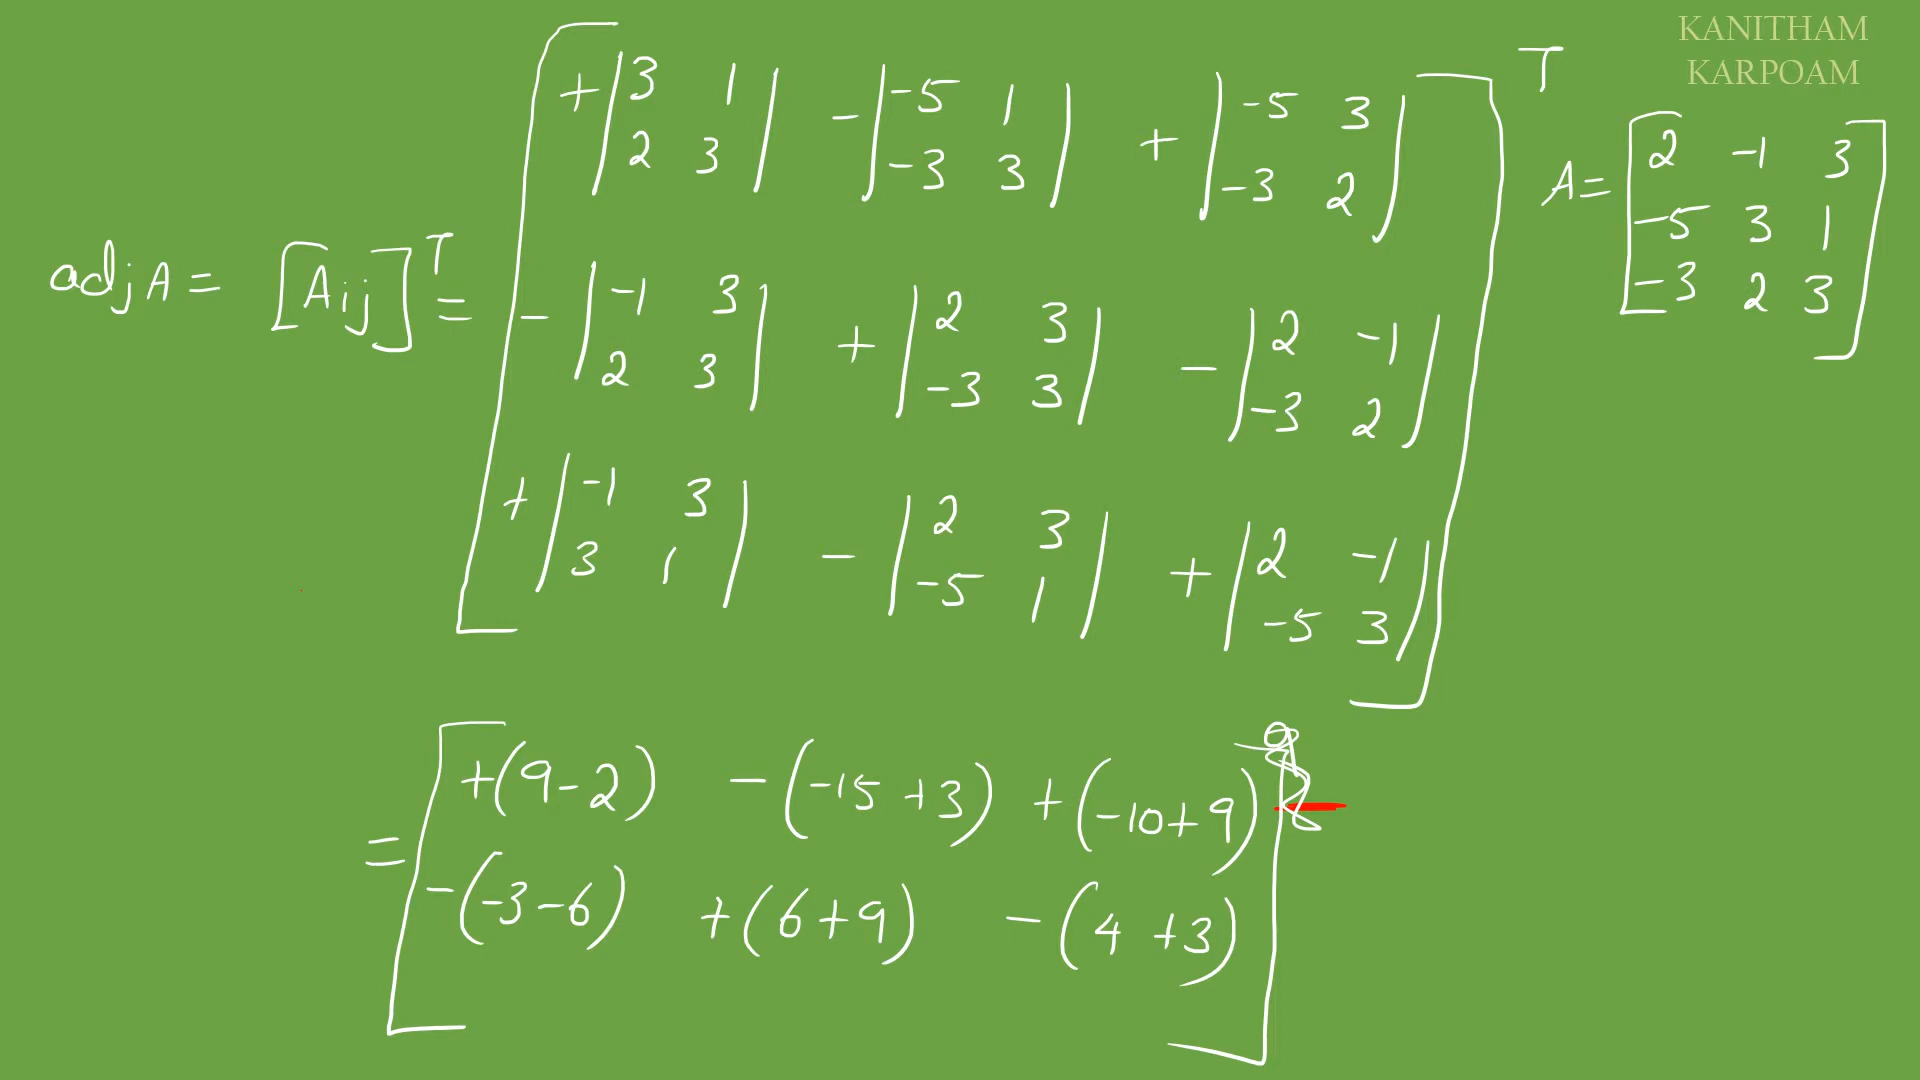 KANITHAM
KARPOAM
adj A = [Aij]^T = [ +|3 1; 2 3| -|-5 1; -3 3| +|-5 3; -3 2|
-|-1 3; 2 3| +|2 3; -3 3| -|2 -1; -3 2|
+|-1 3; 3 1| -|2 3; -5 1| +|2 -1; -5 3| ]^T
A = [ 2 -1 3
-5 3 1
-3 2 3 ]
= [ +(9-2) -(-15+3) +(-10+9)
-(-3-6) +(6+9) -(4+3) ]